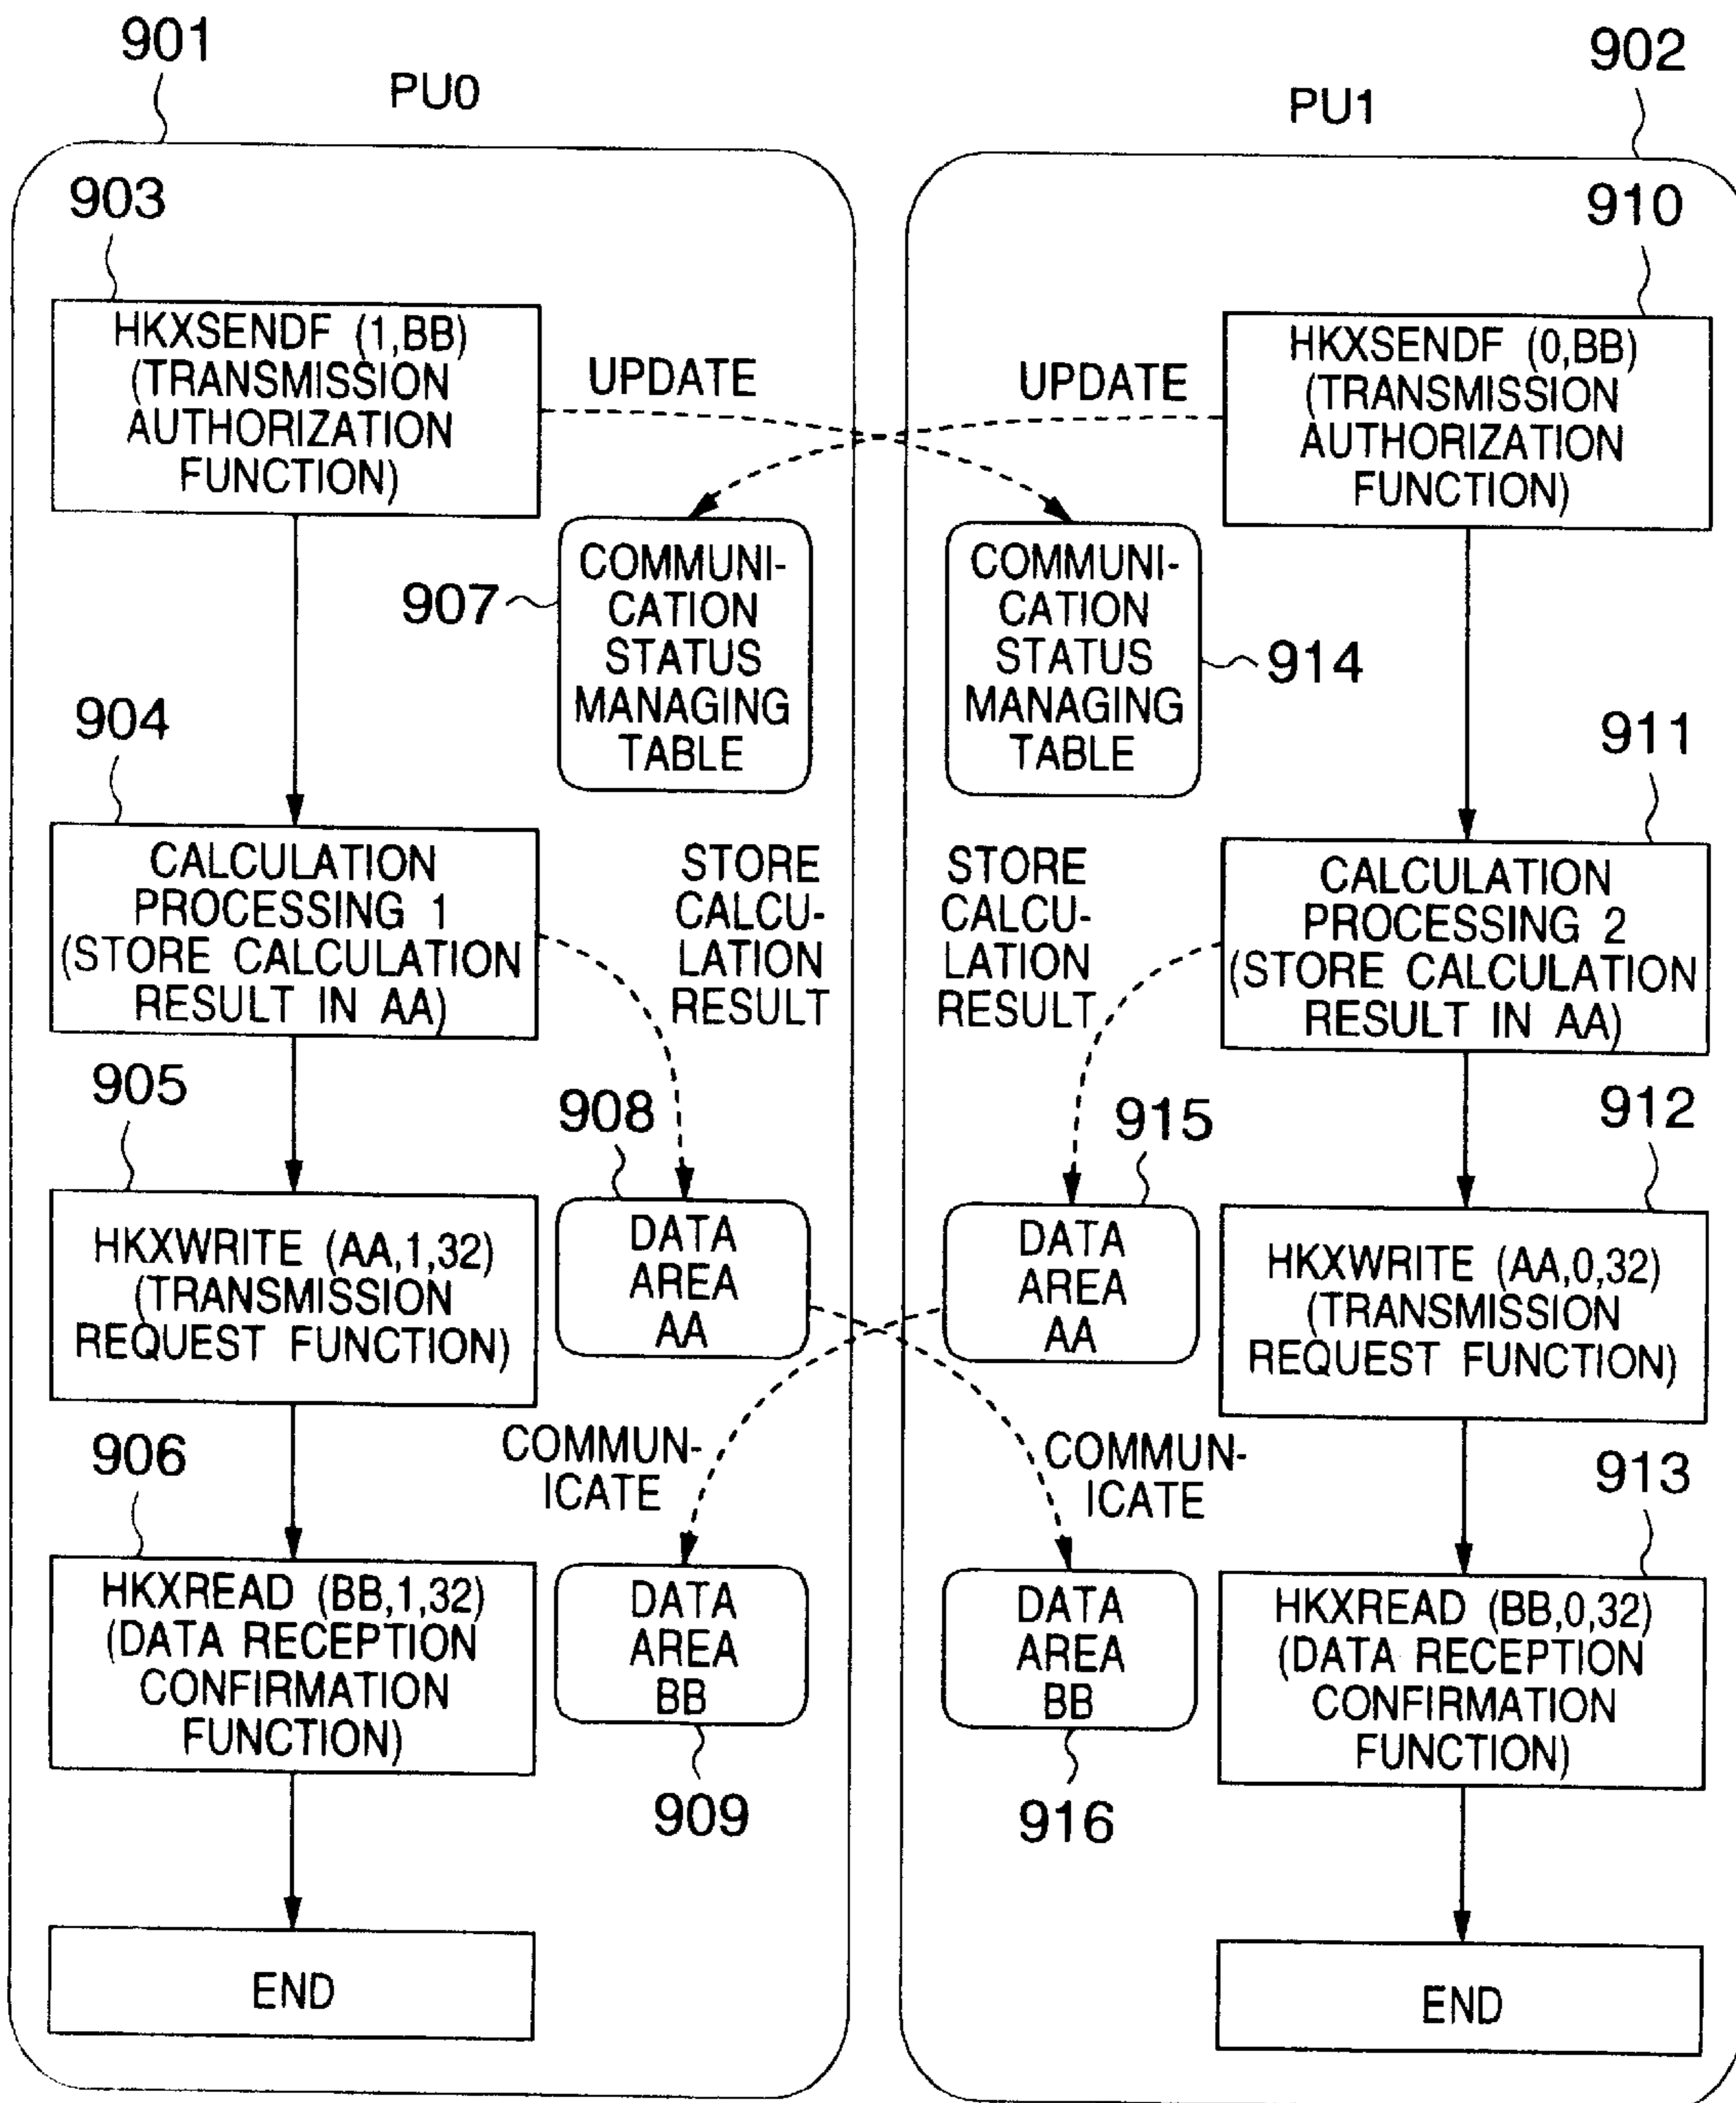 901
PU0
902
PU1
903
HKXSENDF (1,BB)
(TRANSMISSION
AUTHORIZATION
FUNCTION)
UPDATE
907
COMMUNI-
CATION
STATUS
MANAGING
TABLE
904
CALCULATION
PROCESSING 1
(STORE CALCULATION
RESULT IN AA)
STORE
CALCU-
LATION
RESULT
905
HKXWRITE (AA,1,32)
(TRANSMISSION
REQUEST FUNCTION)
908
DATA
AREA
AA
COMMUN-
ICATE
906
HKXREAD (BB,1,32)
(DATA RECEPTION
CONFIRMATION
FUNCTION)
DATA
AREA
BB
909
END
910
HKXSENDF (0,BB)
(TRANSMISSION
AUTHORIZATION
FUNCTION)
UPDATE
COMMUNI-
CATION
STATUS
MANAGING
TABLE
914
911
CALCULATION
PROCESSING 2
(STORE CALCULATION
RESULT IN AA)
STORE
CALCU-
LATION
RESULT
915
DATA
AREA
AA
912
HKXWRITE (AA,0,32)
(TRANSMISSION
REQUEST FUNCTION)
COMMUN-
ICATE
913
HKXREAD (BB,0,32)
(DATA RECEPTION
CONFIRMATION
FUNCTION)
DATA
AREA
BB
916
END